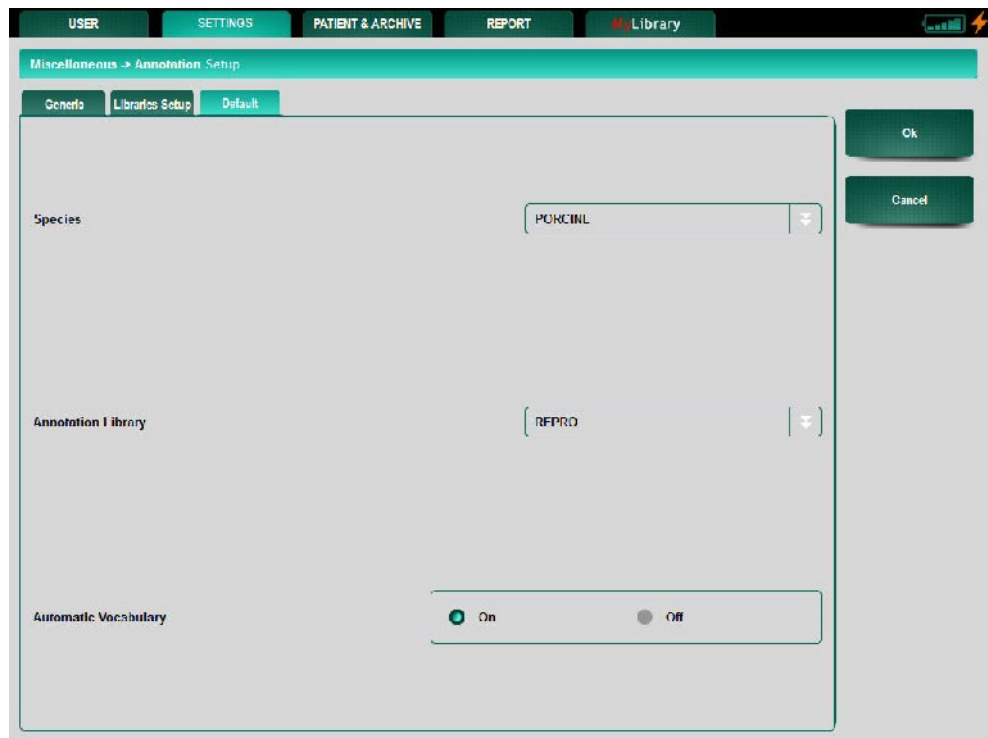 USER SETTINGS PATIENT & ARCHIVE REPORT MyLibrary
Miscellaneous -> Annotation Setup
Generic Libraries Setup Default
Ok
Cancel
Species PORCINE
Annotation Library REPRO
Automatic Vocabulary On Off